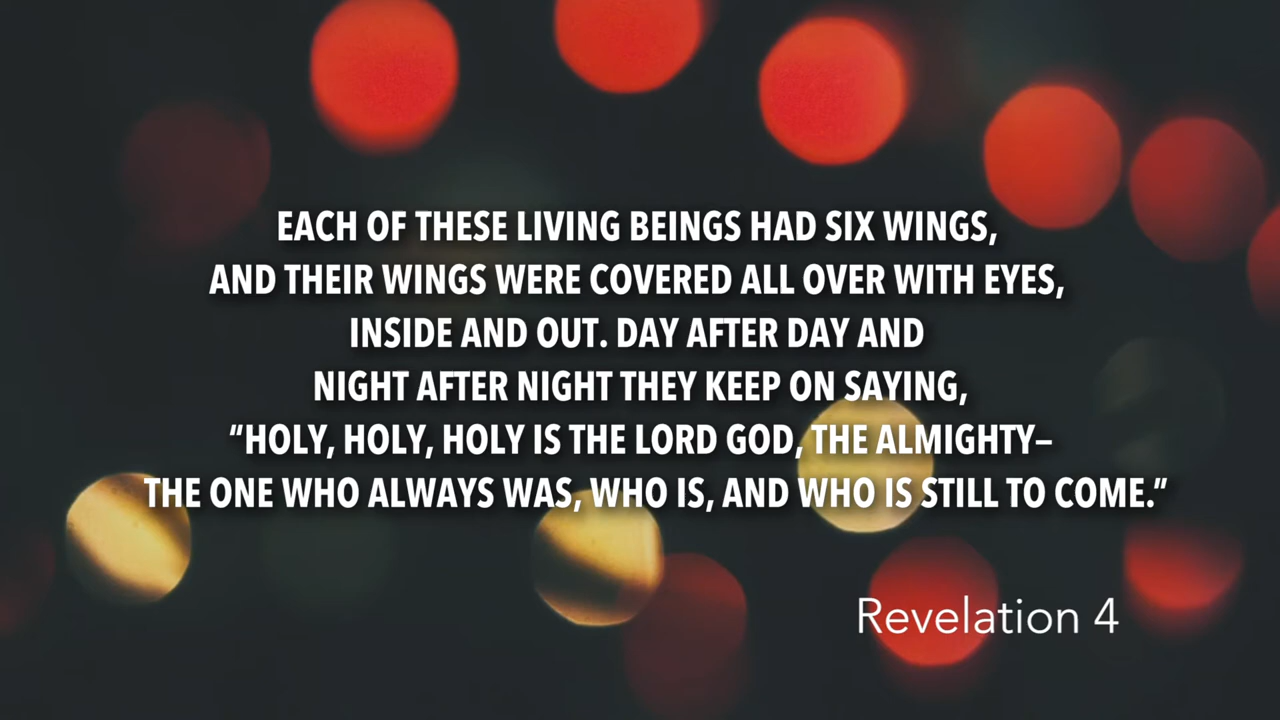 EACH OF THESE LIVING BEINGS HAD SIX WINGS,
AND THEIR WINGS WERE COVERED ALL OVER WITH EYES,
INSIDE AND OUT. DAY AFTER DAY AND
NIGHT AFTER NIGHT THEY KEEP ON SAYING,
“HOLY, HOLY, HOLY IS THE LORD GOD, THE ALMIGHTY–
THE ONE WHO ALWAYS WAS, WHO IS, AND WHO IS STILL TO COME.”
Revelation 4